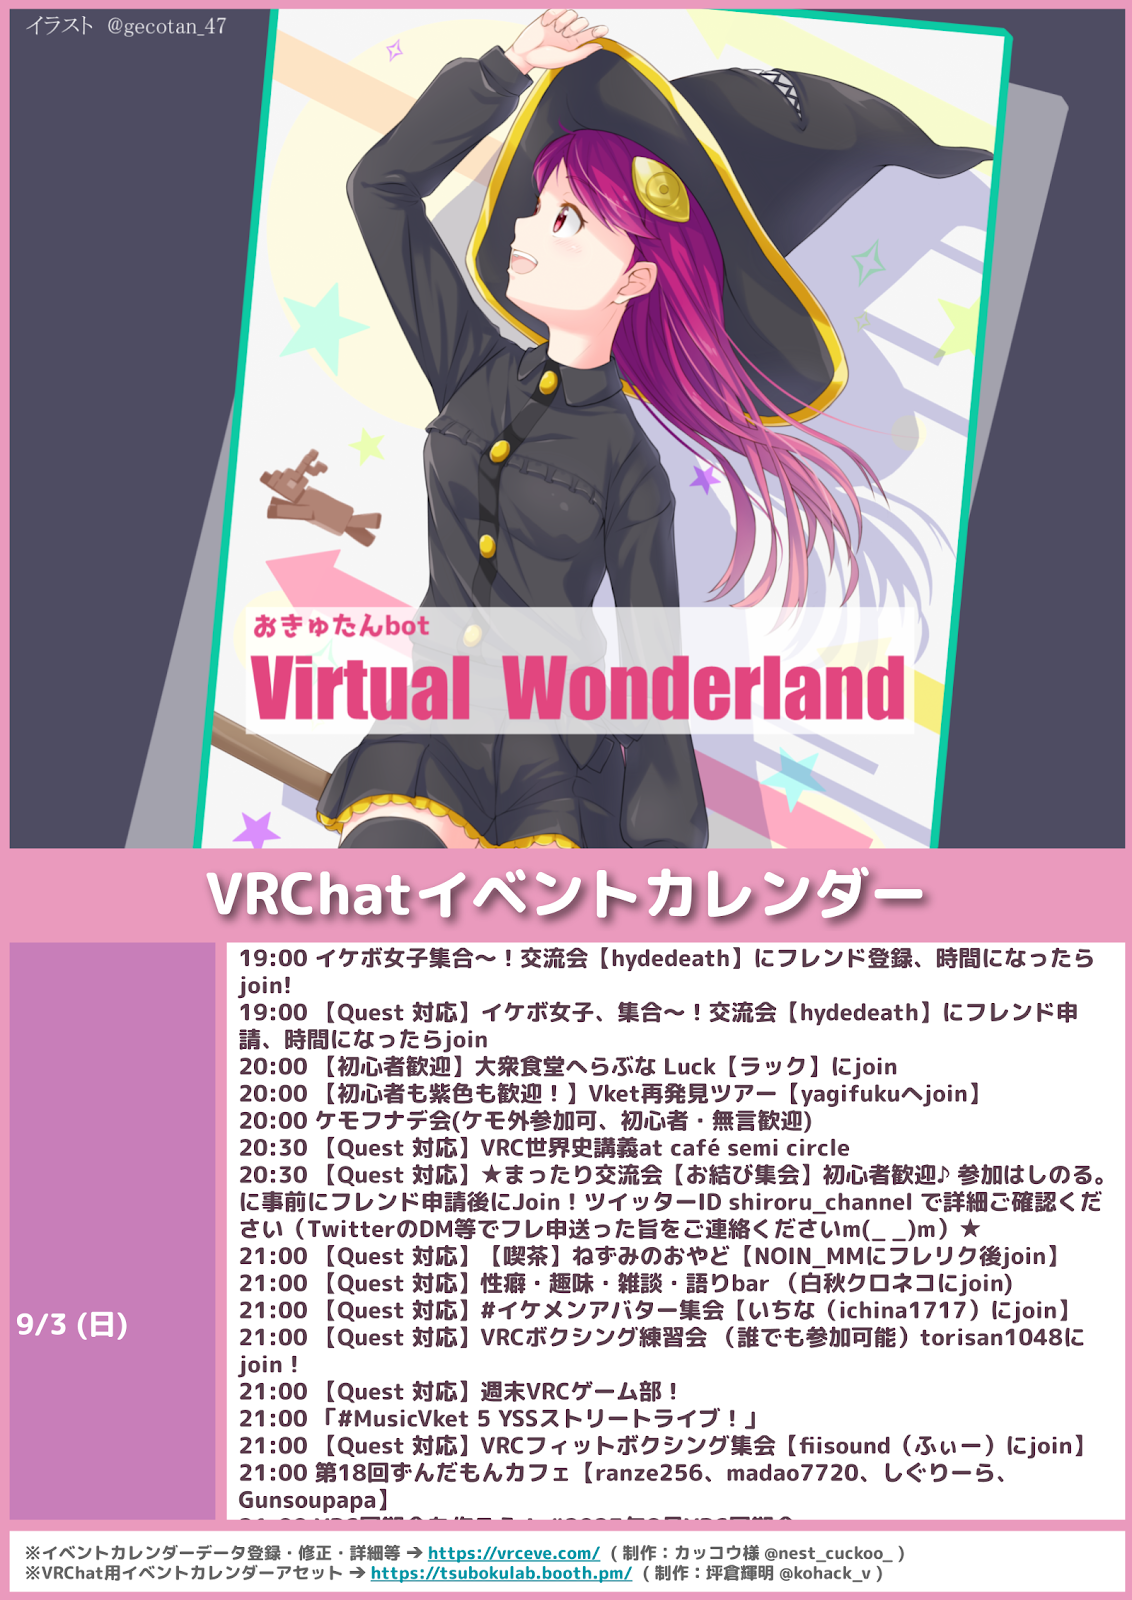 イラスト @gecotan_47
おきゅたんbot
Virtual Wonderland
VRChatイベントカレンダー
9/3 (日)
19:00 イケボ女子集合～！交流会【hydedeath】にフレンド登録、時間になったら
join!
19:00 【Quest 対応】イケボ女子、集合～！交流会【hydedeath】にフレンド申
請、時間になったらjoin
20:00 【初心者歓迎】大衆食堂へらぶな Luck【ラック】にjoin
20:00 【初心者も紫色も歓迎！】Vket再発見ツアー【yagifukuへjoin】
20:00 ケモフナデ会(ケモ外参加可、初心者・無言歓迎)
20:30 【Quest 対応】VRC世界史講義at café semi circle
20:30 【Quest 対応】★まったり交流会【お結び集会】初心者歓迎♪ 参加はしのる。
に事前にフレンド申請後にJoin！ツイッターID shiroru_channel で詳細ご確認くだ
さい（TwitterのDM等でフレ申送った旨をご連絡くださいm(_ _)m）★
21:00 【Quest 対応】【喫茶】ねずみのおやど【NOIN_MMにフレリク後join】
21:00 【Quest 対応】性癖・趣味・雑談・語りbar （白秋クロネコにjoin)
21:00 【Quest 対応】#イケメンアバター集会【いちな（ichina1717）にjoin】
21:00 【Quest 対応】VRCボクシング練習会 （誰でも参加可能）torisan1048に
join！
21:00 【Quest 対応】週末VRCゲーム部！
21:00 「#MusicVket 5 YSSストリートライブ！」
21:00 【Quest 対応】VRCフィットボクシング集会【fiisound（ふぃー）にjoin】
21:00 第18回ずんだもんカフェ【ranze256、madao7720、しぐりーら、
Gunsoupapa】
※イベントカレンダーデータ登録・修正・詳細等 ➔ https://vrceve.com/ （制作：カッコウ様 @nest_cuckoo_ ）
※VRChat用イベントカレンダーアセット ➔ https://tsubokulab.booth.pm/ （制作：坪倉輝明 @kohack_v ）